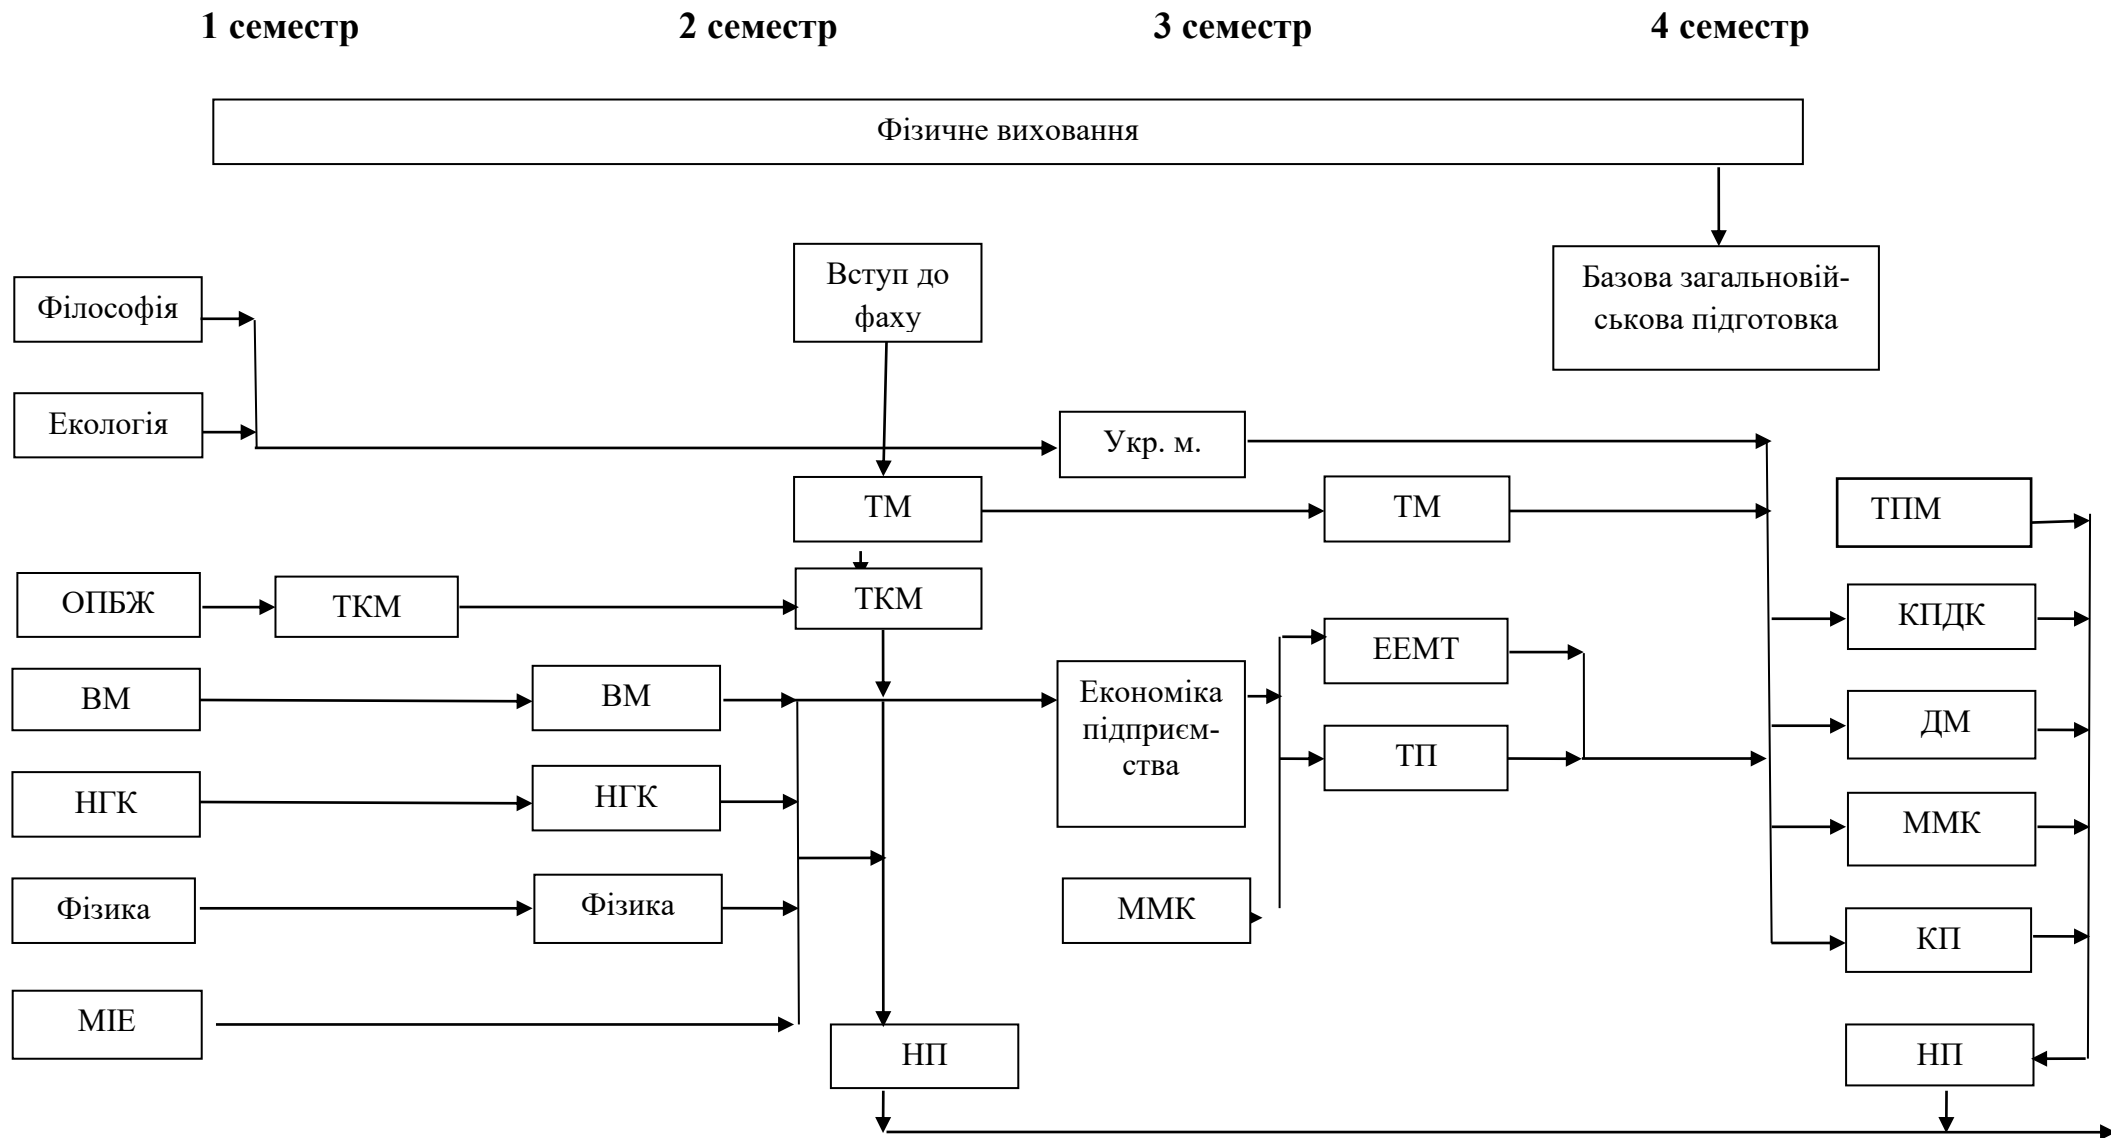 1 семестр
2 семестр
3 семестр
4 семестр
Фізичне виховання
Вступ до
фаху
Базова загальновій-
ськова підготовка
Філософія
Екологія
Укр. м.
ТМ
ТМ
ТПМ
ОПБЖ
ТКМ
ТКМ
ЕЕМТ
КПДК
ВМ
ВМ
Економіка
підприєм-
ства
ТП
ДМ
НГК
НГК
ММК
Фізика
Фізика
ММК
КП
МІЕ
НП
НП